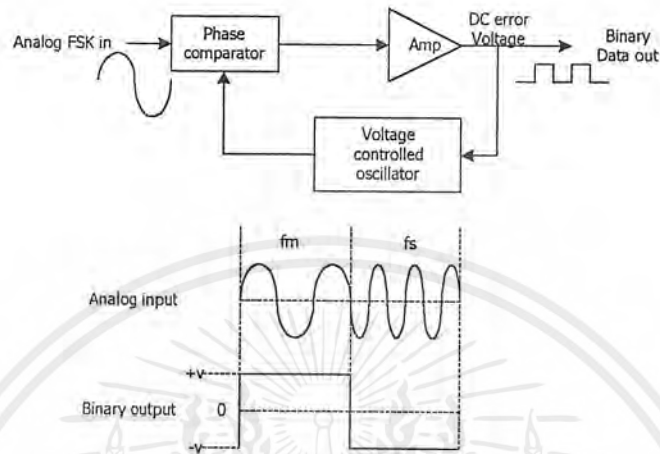 Analog FSK in
Phase
comparator
Amp
DC error
Voltage
Binary
Data out
Voltage
controlled
oscillator
fm
fs
Analog input
+v
Binary output
0
-v